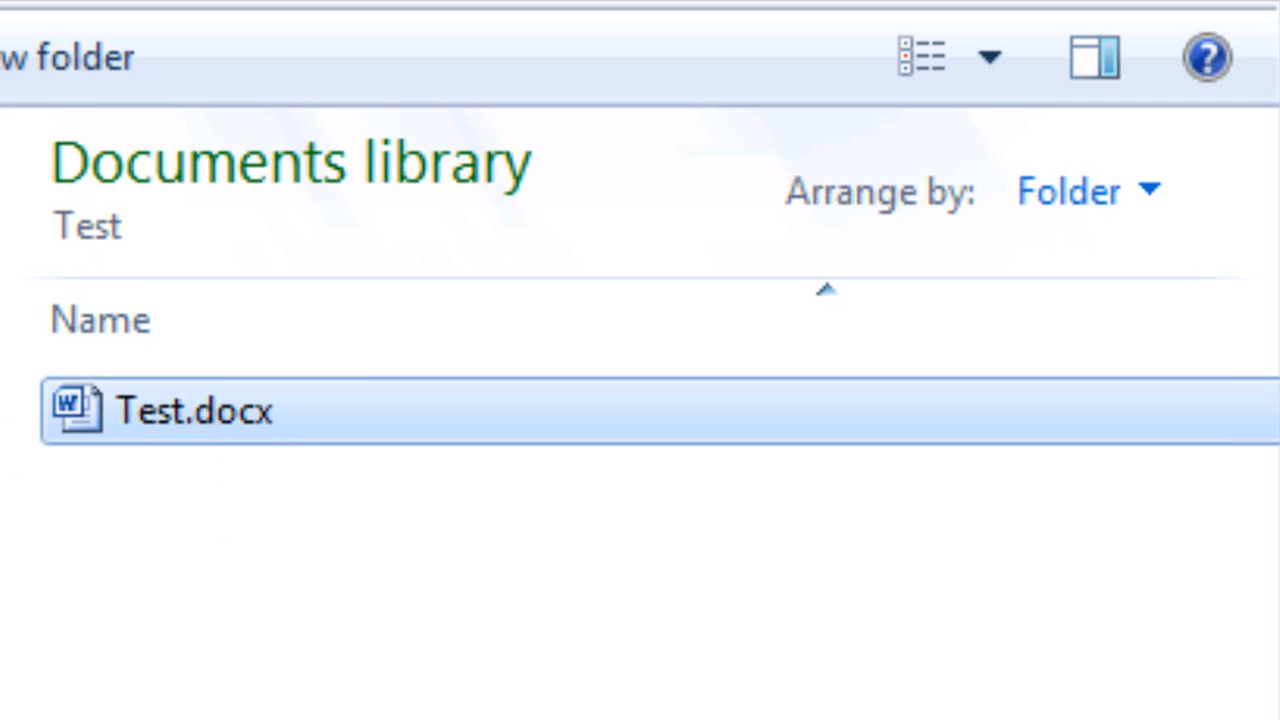 w folder
Documents library
Test
Arrange by: Folder
Name
Test.docx